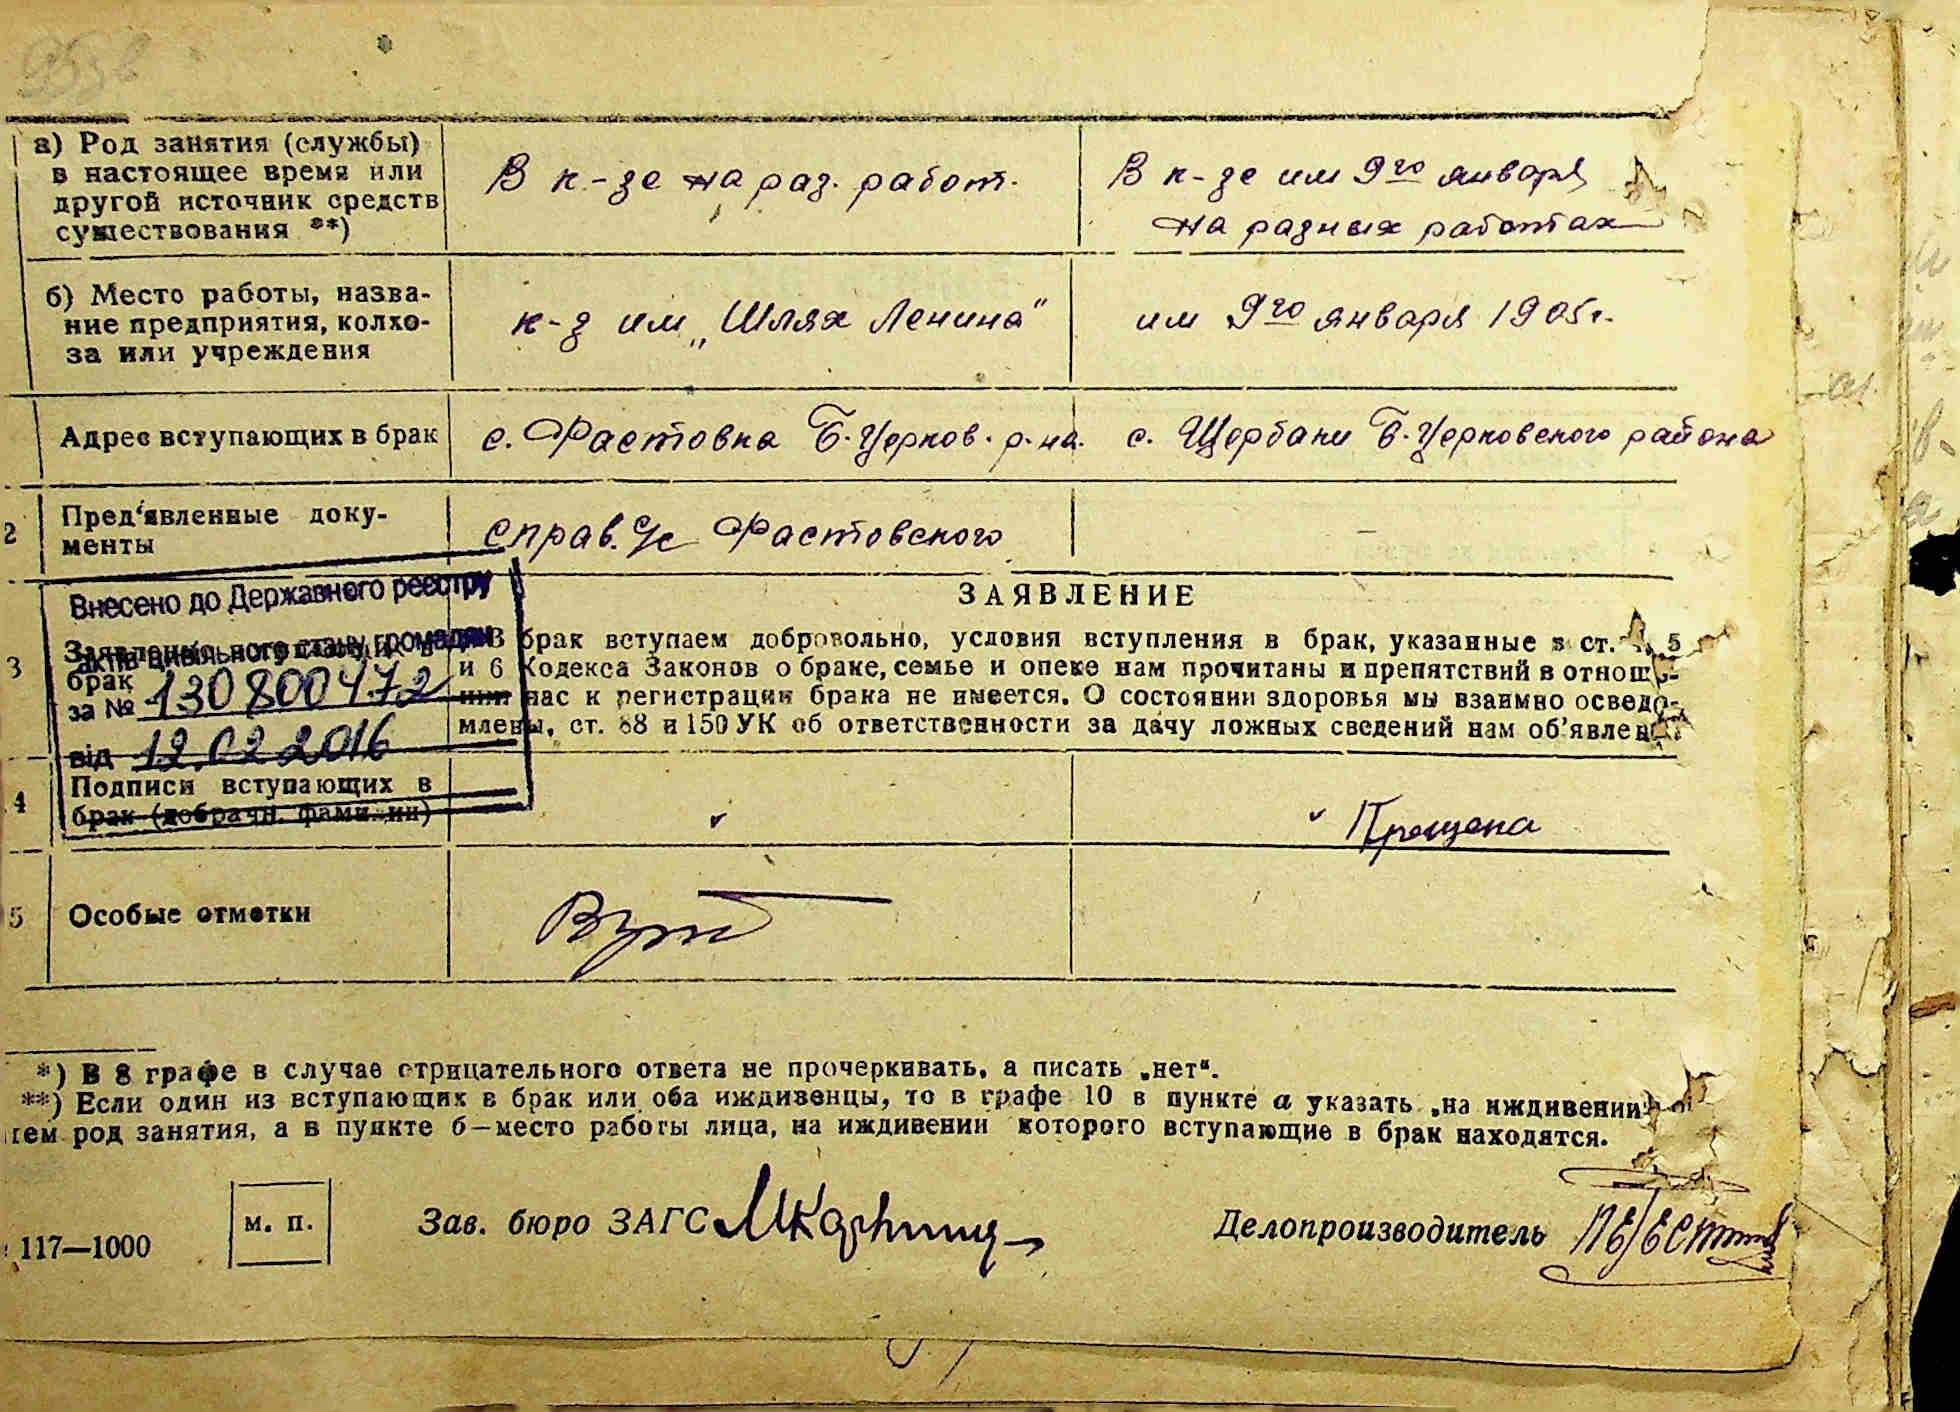 а) Род занятия (службы)
в настоящее время или
другой источник средств
существования **)
В к-зе на раз. работ.
В к-зе им 9го января
на разных работах
б) Место работы, назва-
ние предприятия, колхо-
за или учреждения
к-з им „Шлях Ленина"
им 9го января 1905г.
Адрес вступающих в брак
с. Фастовка Б.Церков. р-на.
с. Щербаки Б.Церковского района
2
Пред'явленные доку-
менты
справ. с/с Фастовского
–
Внесено до Державного реєстру
актів цивільного стану громадян
за № 130800472
від 12.02.2016
3
брак
ЗАЯВЛЕНИЕ
В брак вступаем добровольно, условия вступления в брак, указанные в ст. 5
и 6 Кодекса Законов о браке, семье и опеке нам прочитаны и препятствий в отнош
нии нас к регистрации брака не имеется. О состоянии здоровья мы взаимно осведо-
млены, ст. 88 и 150 УК об ответственности за дачу ложных сведений нам об'явлен
4
Подписи вступающих в
брак (добрачн. фамилии)
5
Особые отметки
*) В 8 графе в случае отрицательного ответа не прочеркивать, а писать „нет“.
**) Если один из вступающих в брак или оба иждивенцы, то в графе 10 в пункте а указать „на иждивении
тем род занятия, а в пункте б—место работы лица, на иждивении которого вступающие в брак находятся.
117—1000
м. п.
Зав. бюро ЗАГС
Делопроизводитель